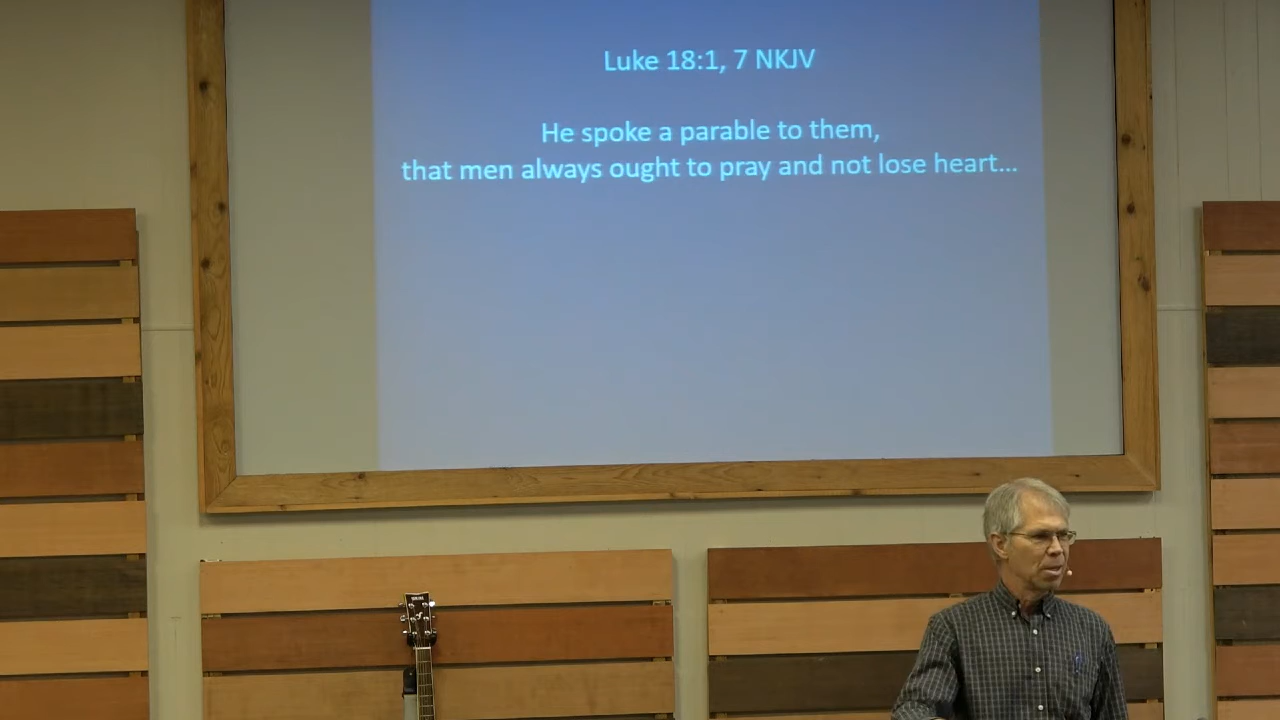 Luke 18:1, 7 NKJV
He spoke a parable to them,
that men always ought to pray and not lose heart...
YAMAHA